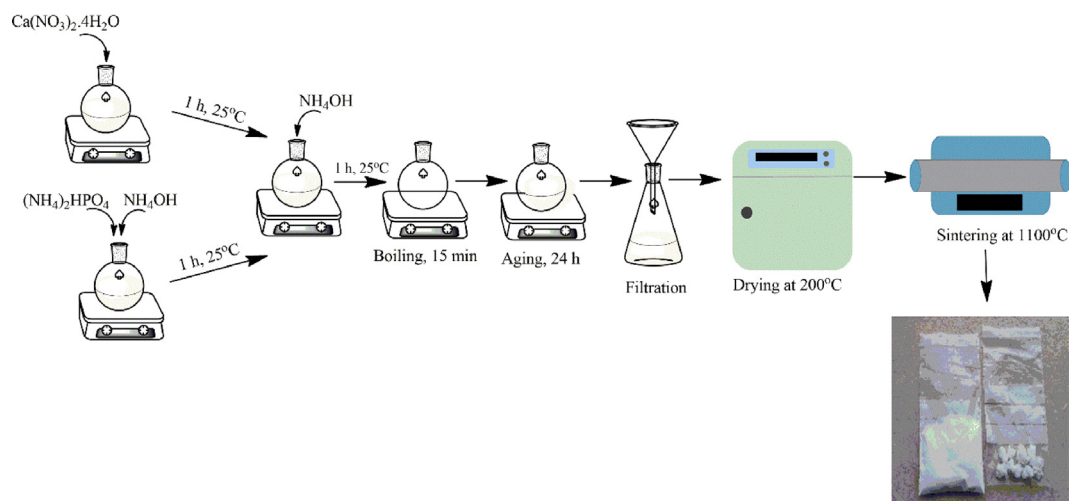 Ca(NO3)2.4H2O
1 h, 25°C
NH4OH
(NH4)2HPO4 NH4OH
1 h, 25°C
1 h, 25°C
Boiling, 15 min
Aging, 24 h
Filtration
Drying at 200°C
Sintering at 1100°C